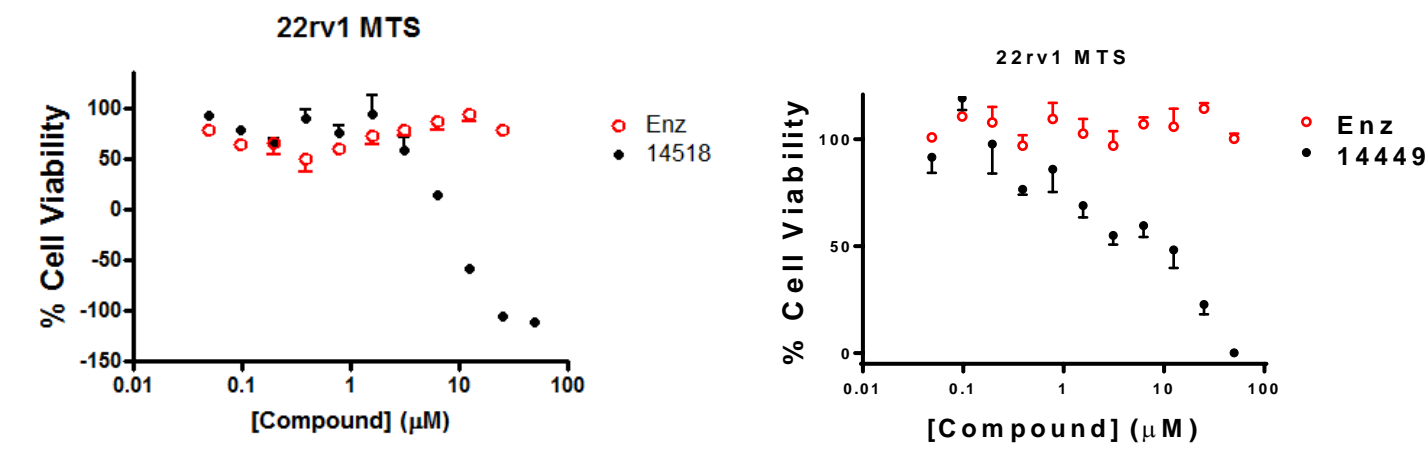 22rv1 MTS
% Cell Viability
100
50
0
-50
-100
-150
0.01 0.1 1 10 100
[Compound] (μM)
Enz
14518
22rv1 MTS
% Cell Viability
100
50
0
0.01 0.1 1 10 100
[Compound] (μM)
Enz
14449